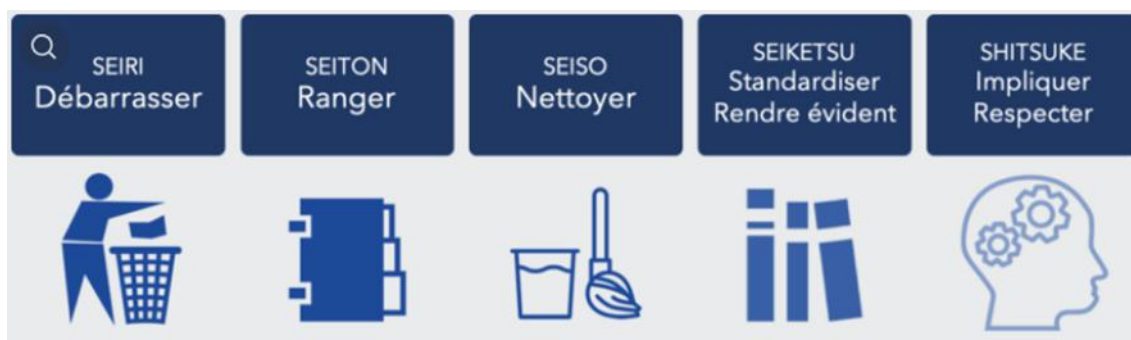 SEIRI
Débarrasser
SEITON
Ranger
SEISO
Nettoyer
SEIKETSU
Standardiser
Rendre évident
SHITSUKE
Impliquer
Respecter